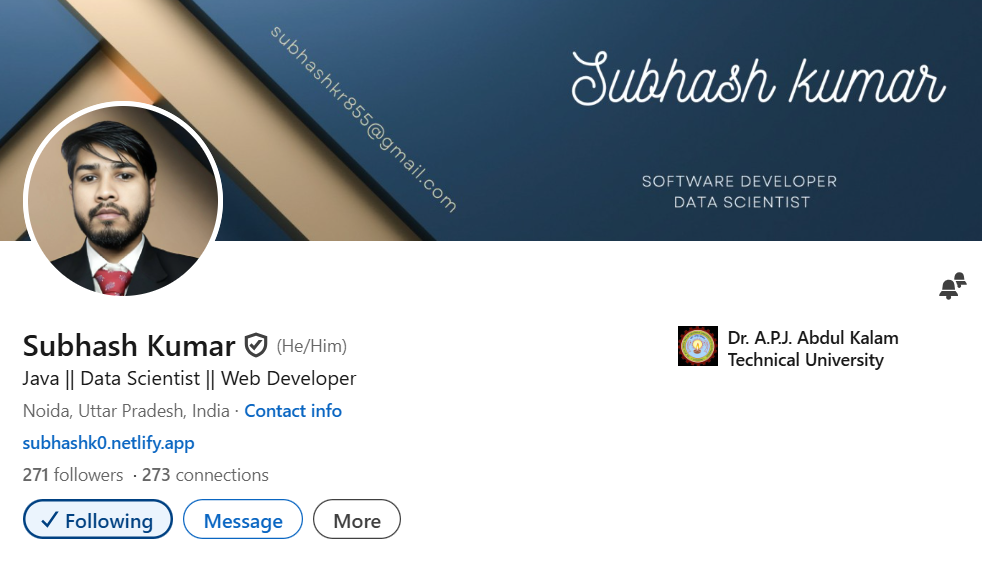 subhashkr855@gmail.com
Subhash kumar
SOFTWARE DEVELOPER
DATA SCIENTIST
Subhash Kumar (He/Him)
Java || Data Scientist || Web Developer
Noida, Uttar Pradesh, India · Contact info
subhashk0.netlify.app
271 followers · 273 connections
Following Message More
Dr. A.P.J. Abdul Kalam
Technical University